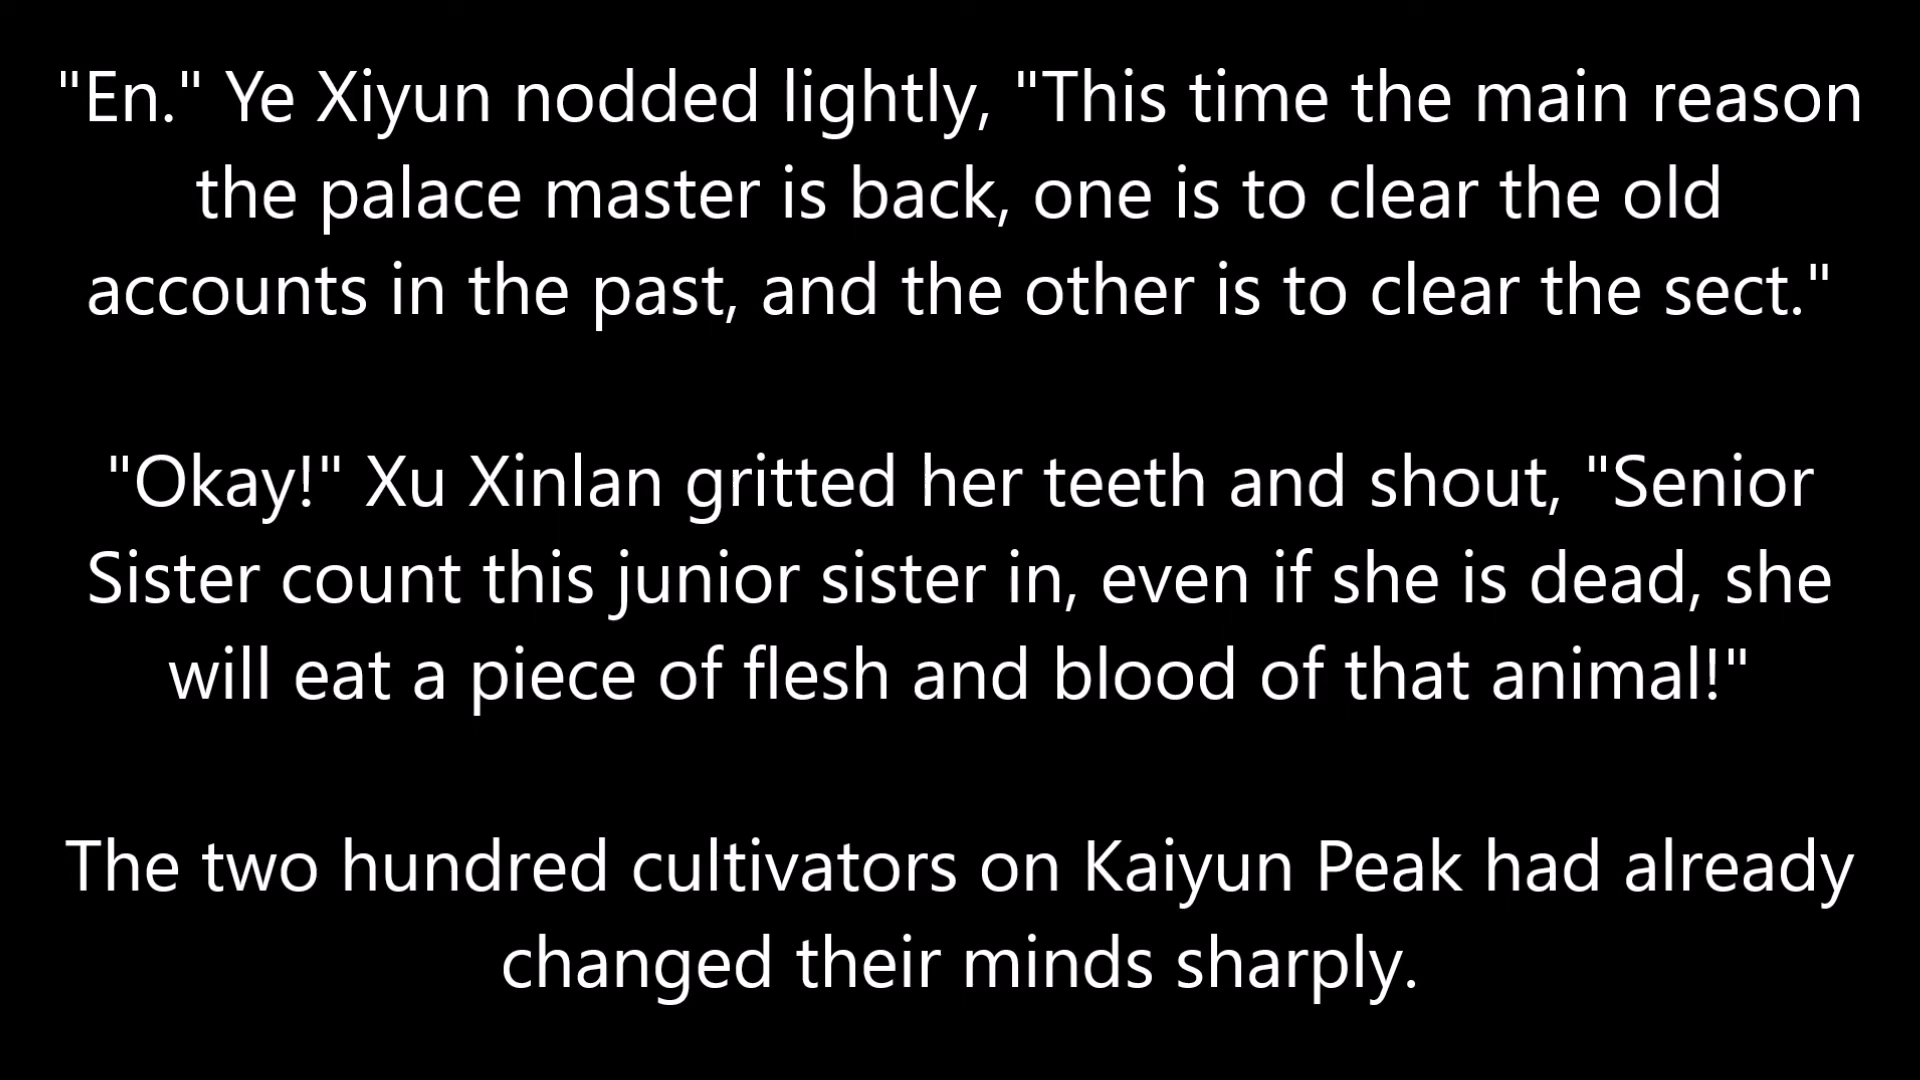 "En." Ye Xiyun nodded lightly, "This time the main reason
the palace master is back, one is to clear the old
accounts in the past, and the other is to clear the sect."
"Okay!" Xu Xinlan gritted her teeth and shout, "Senior
Sister count this junior sister in, even if she is dead, she
will eat a piece of flesh and blood of that animal!"
The two hundred cultivators on Kaiyun Peak had already
changed their minds sharply.